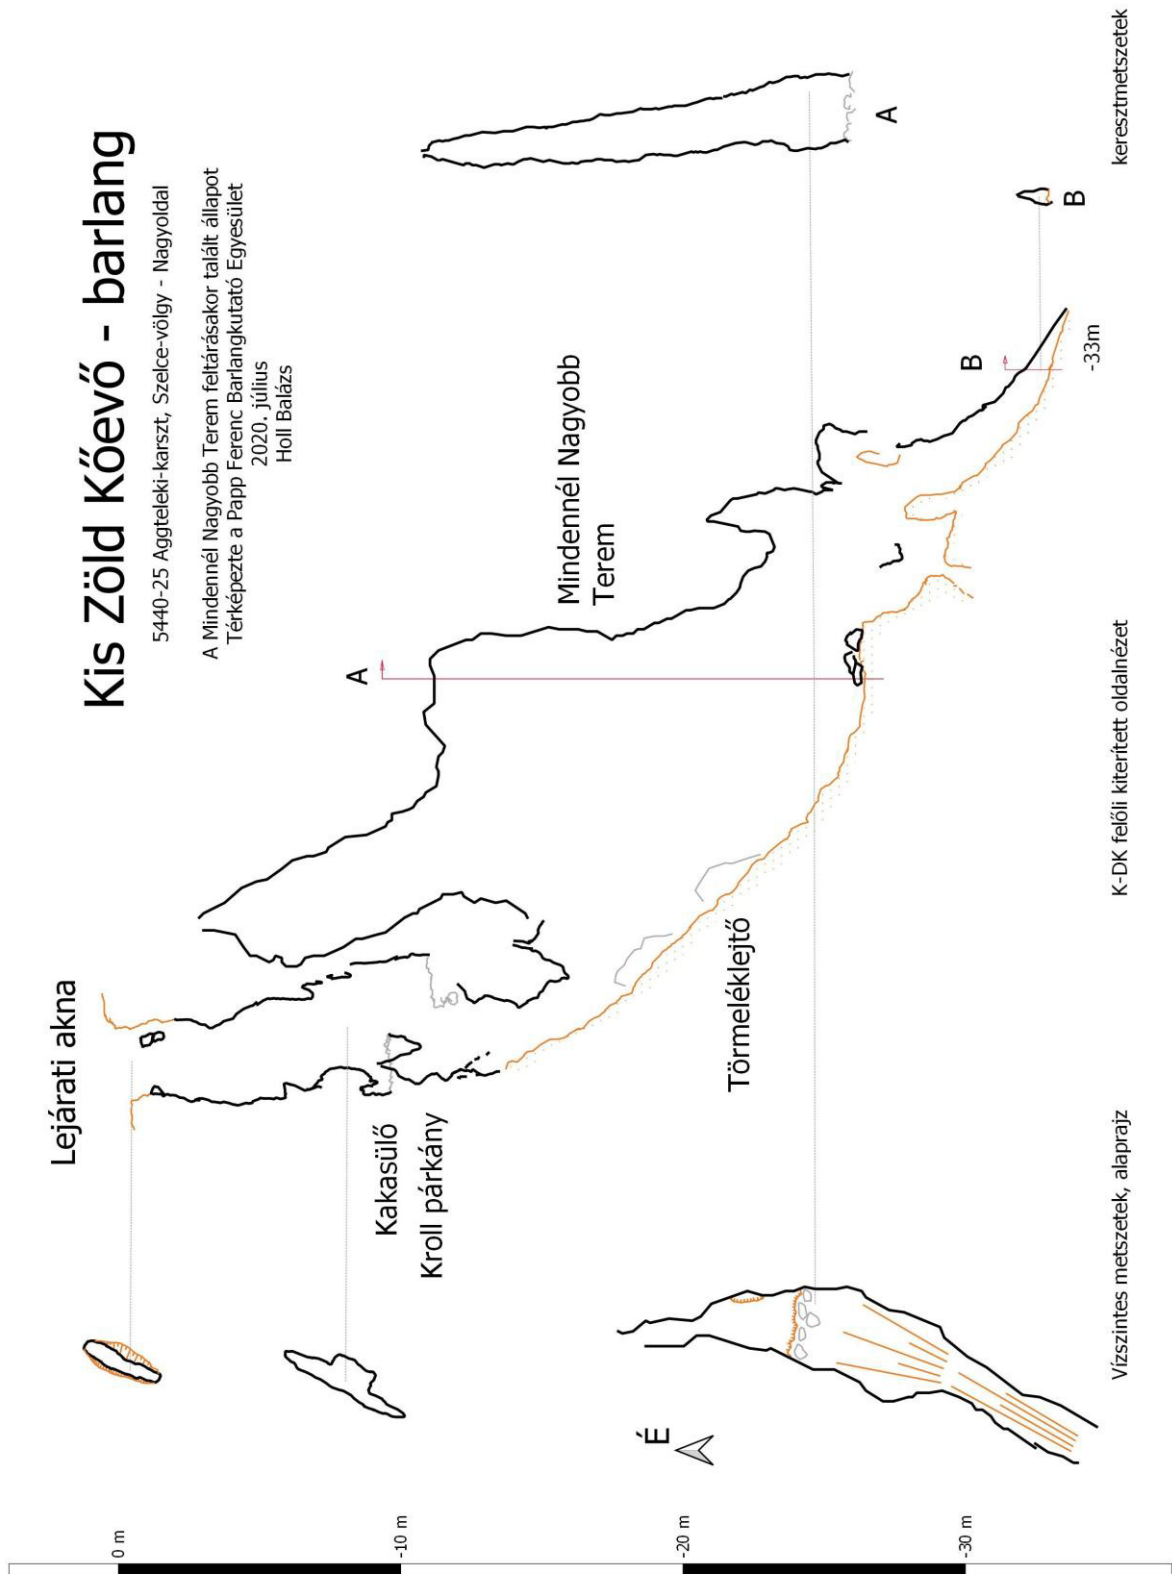 Kis Zöld Kőevő - barlang
5440-25 Aggteleki-karszt, Szelce-völgy - Nagyoldal
A Mindennél Nagyobb Terem feltárásakor talált állapot
Térképezte a Papp Ferenc Barlangkutató Egyesület
2020. július
Holl Balázs
Lejárati akna
0 m
-10 m
-20 m
-30 m
A
Mindennél Nagyobb
Terem
Kakasülő
Kroll párkány
Törmeléklejtő
É
B
-33m
A
B
Vízszintes metszetek, alaprajz
K-DK felőli kiterített oldalnézet
keresztmetszetek